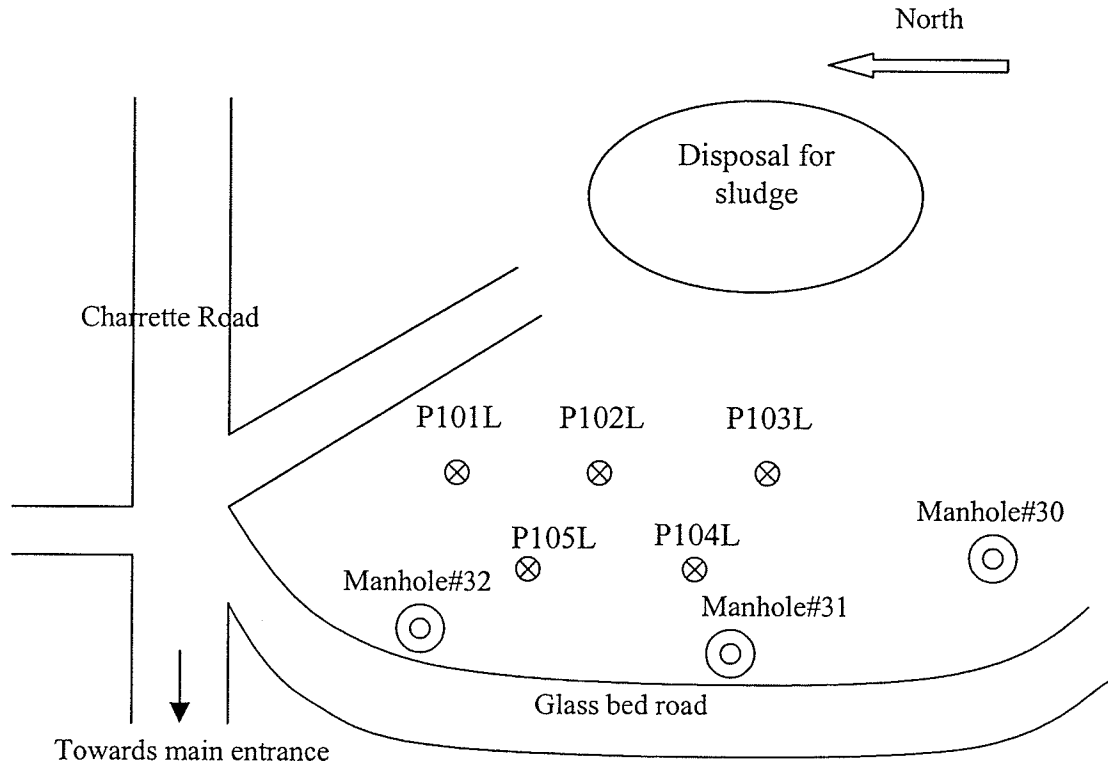 North
Disposal for
sludge
Charrette Road
P101L
P102L
P103L
Manhole#30
P105L
P104L
Manhole#32
Manhole#31
Glass bed road
Towards main entrance